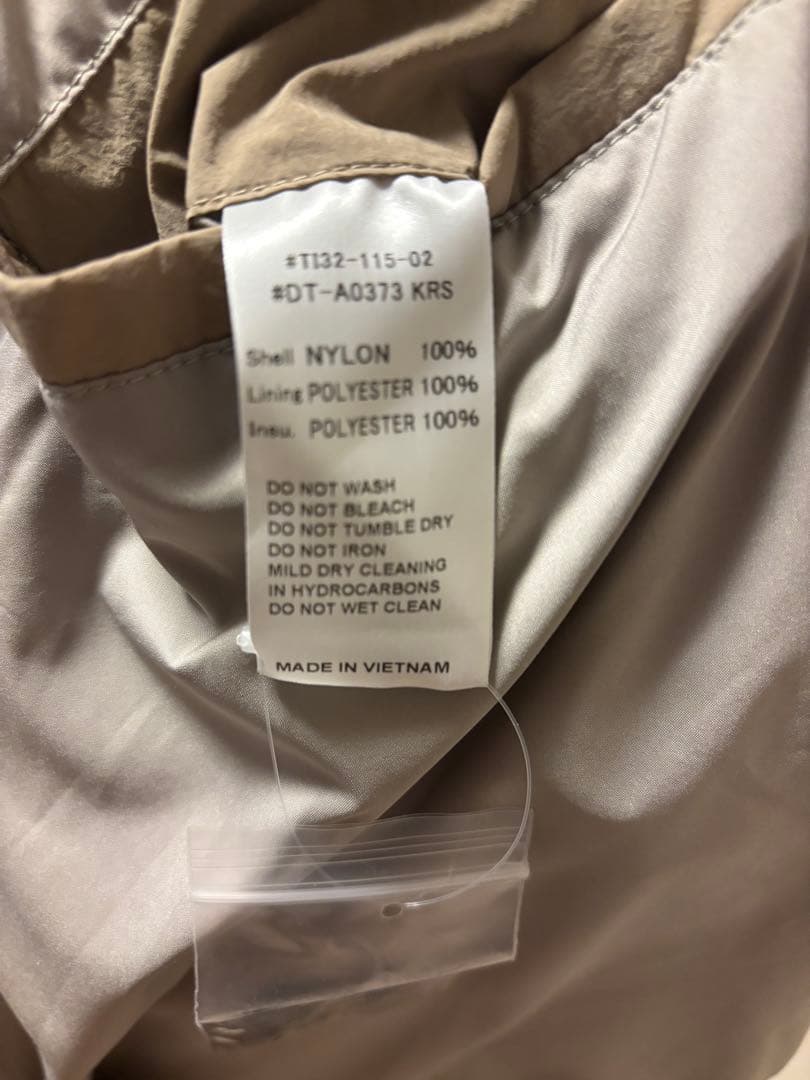 #TI32-115-02
#DT-A0373 KRS
Shell NYLON 100%
Lining POLYESTER 100%
Insu. POLYESTER 100%
DO NOT WASH
DO NOT BLEACH
DO NOT TUMBLE DRY
DO NOT IRON
MILD DRY CLEANING
IN HYDROCARBONS
DO NOT WET CLEAN
MADE IN VIETNAM